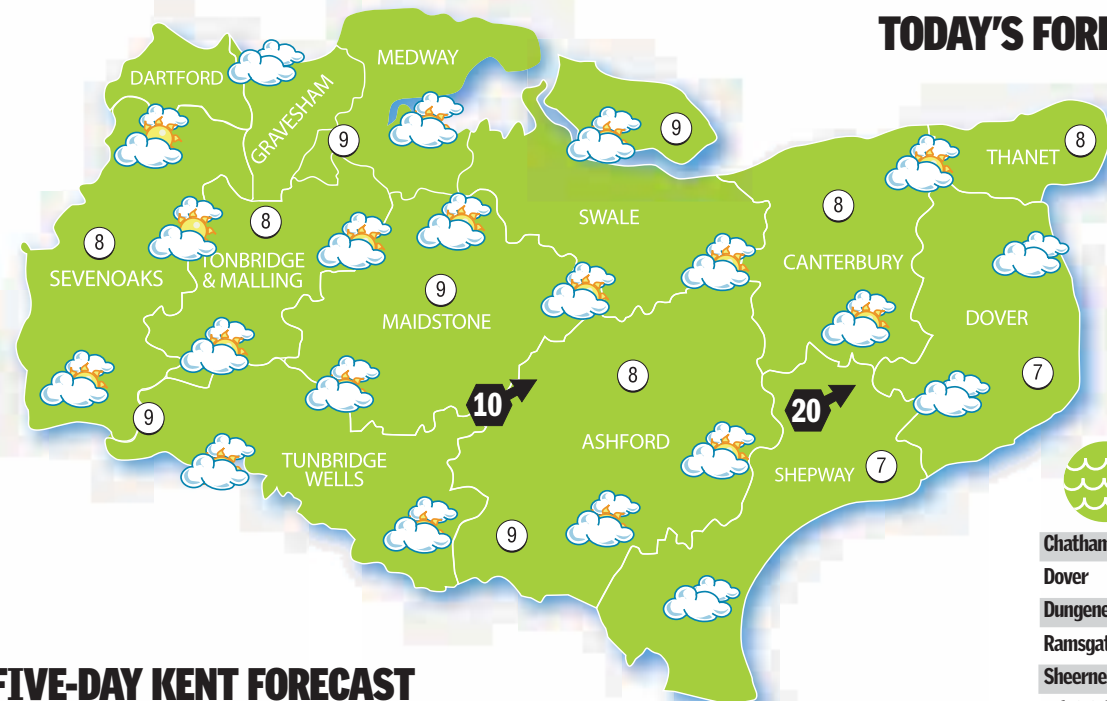 TODAY'S FOR
MEDWAY
DARTFORD
GRAVESHAM
9
9
8
THANET
8
SWALE
8
8
SEVENOAKS
TONBRIDGE
& MALLING
CANTERBURY
9
MAIDSTONE
DOVER
8
7
10
20
9
ASHFORD
TUNBRIDGE
WELLS
SHEPWAY
7
9
Chatham
Dover
Dungene
Ramsgat
Sheerne
FIVE-DAY KENT FORECAST